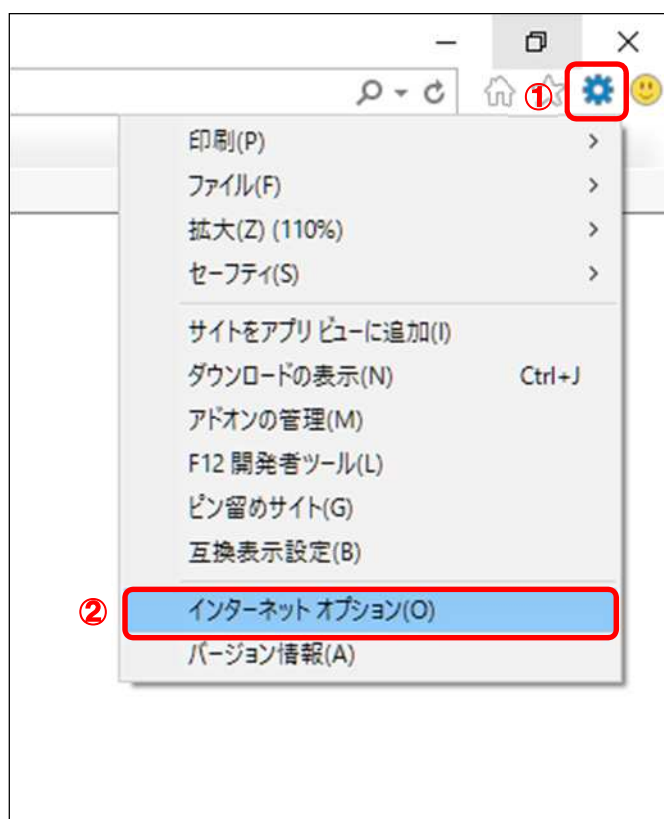 ①
印刷(P)
ファイル(F)
拡大(Z) (110%)
セーフティ(S)
サイトをアプリ ビューに追加(I)
ダウンロードの表示(N) Ctrl+J
アドオンの管理(M)
F12 開発者ツール(L)
ピン留めサイト(G)
互換表示設定(B)
② インターネット オプション(O)
バージョン情報(A)